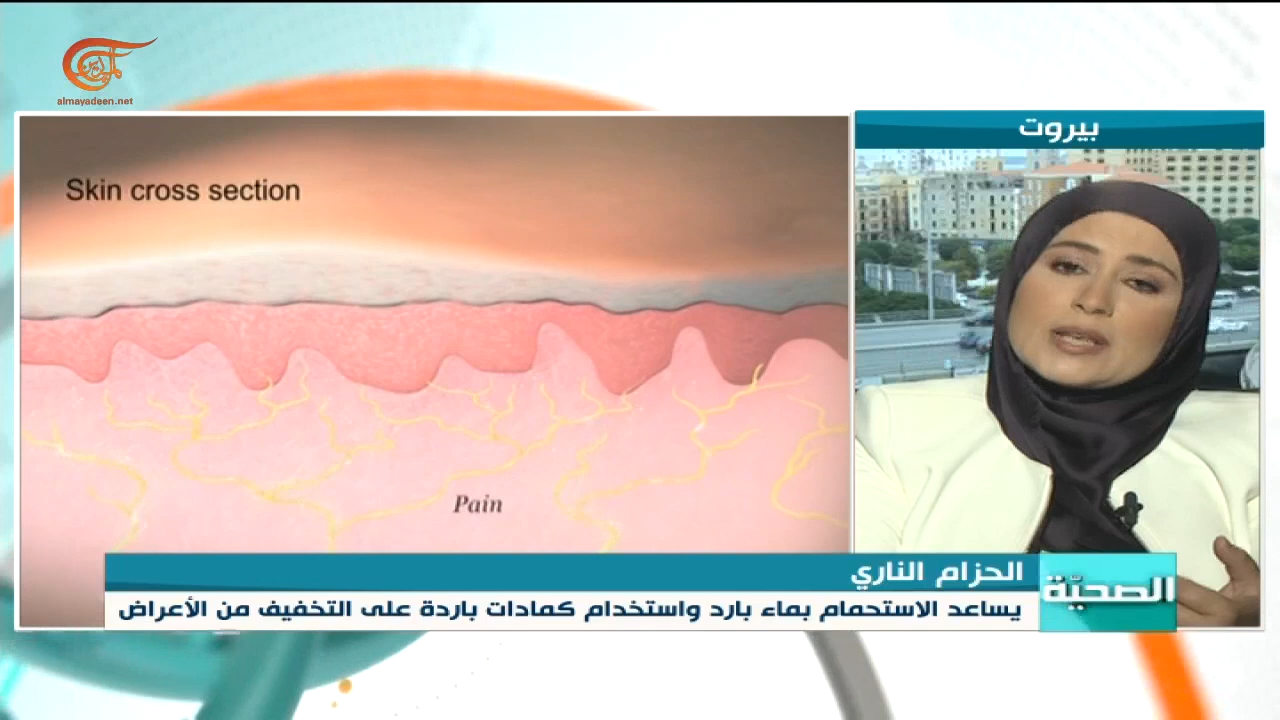 almayadeen.net
بيروت
Skin cross section
Pain
الحزام الناري
الصحيّة
يساعد الاستحمام بماء بارد واستخدام كمادات باردة على التخفيف من الأعراض